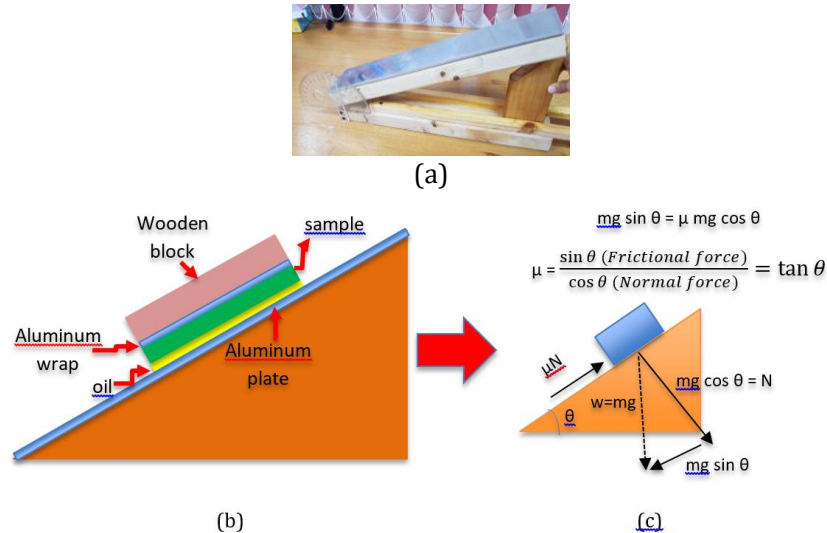 (a)
Wooden
block
sample
Aluminum
wrap
oil
Aluminum
plate
(b)
mg sin θ = μ mg cos θ
μ = sin θ (Frictional force) / cos θ (Normal force) = tan θ
μN
mg cos θ = N
w=mg
θ
mg sin θ
(c)